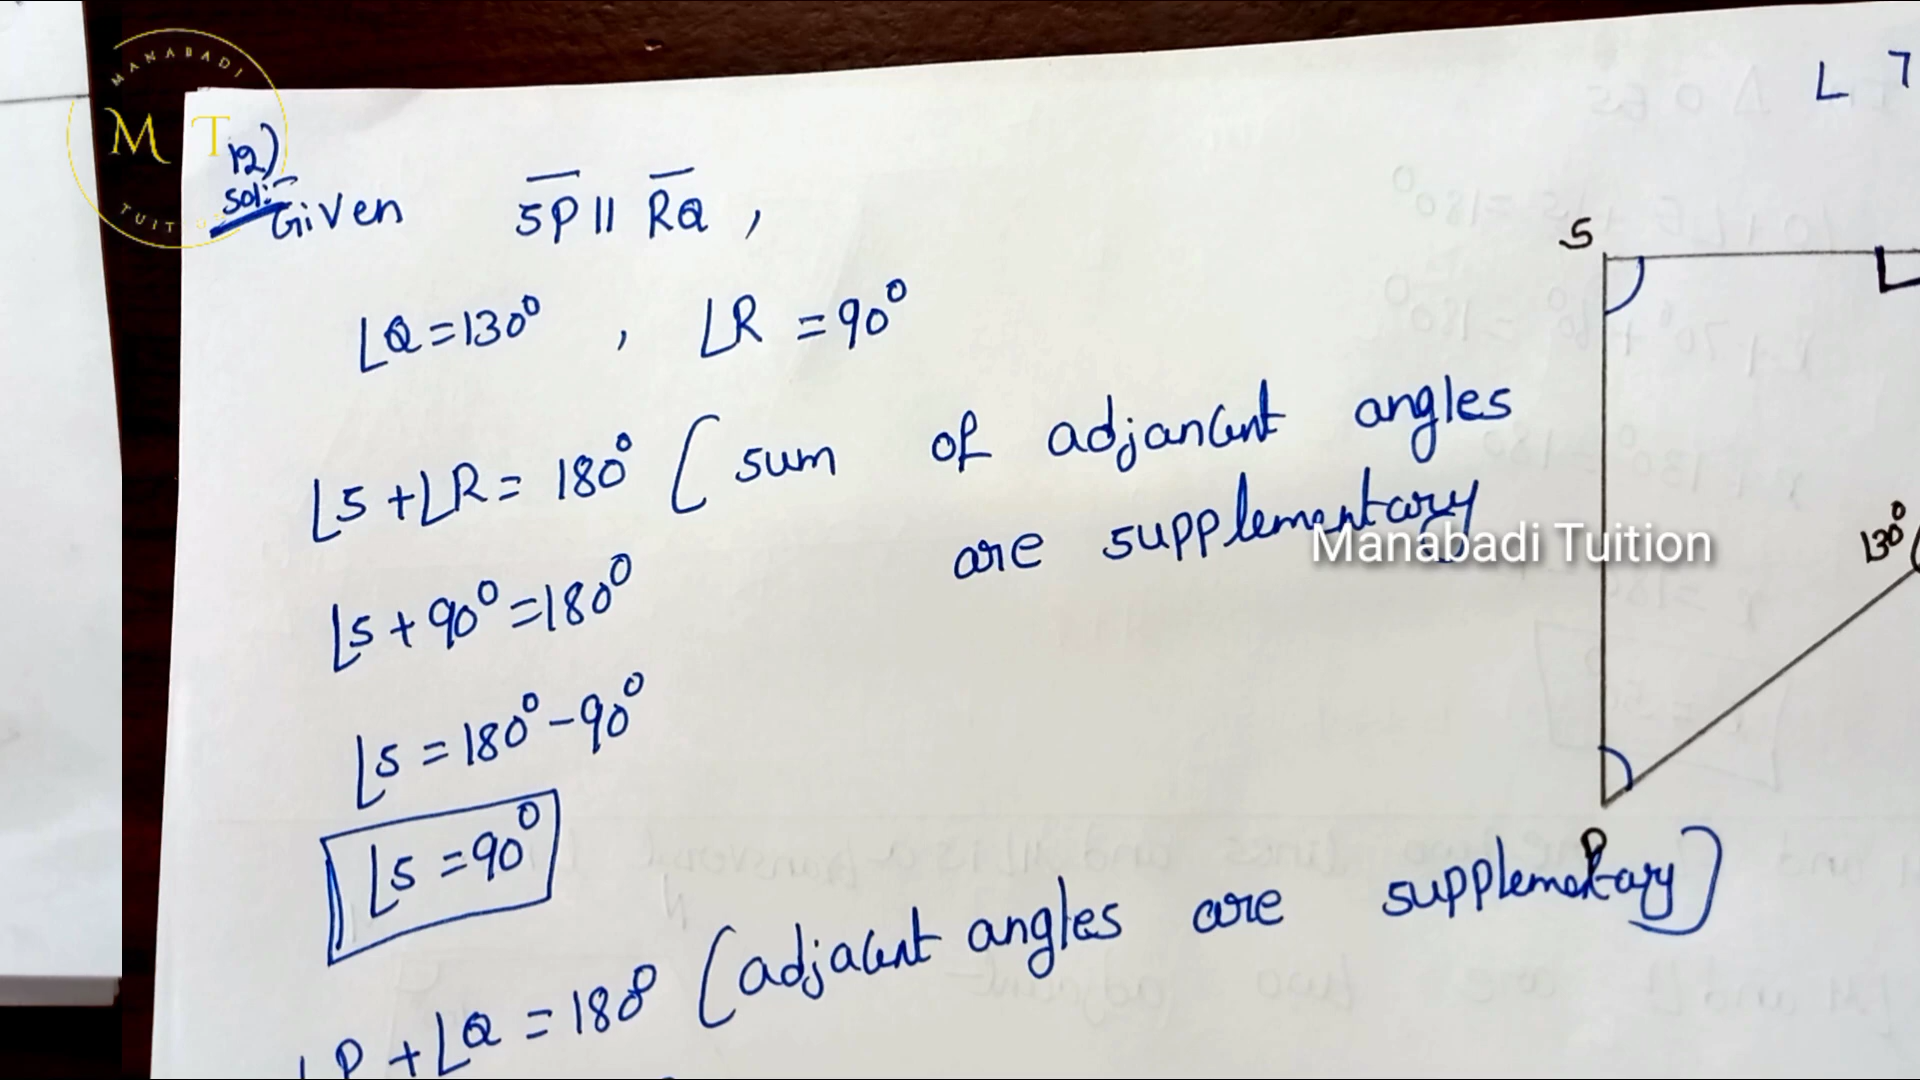 MANABADI
M T
TUIT
12)
Sol:-
Given SP || RQ ,
∠Q = 130° , ∠R = 90°
∠S + ∠R = 180° (sum of adjancent angles
are supplementary
∠S + 90° = 180°
∠S = 180° - 90°
∠S = 90°
∠P + ∠Q = 180° (adjacent angles are supplementary)
S
130°
P
Manabadi Tuition